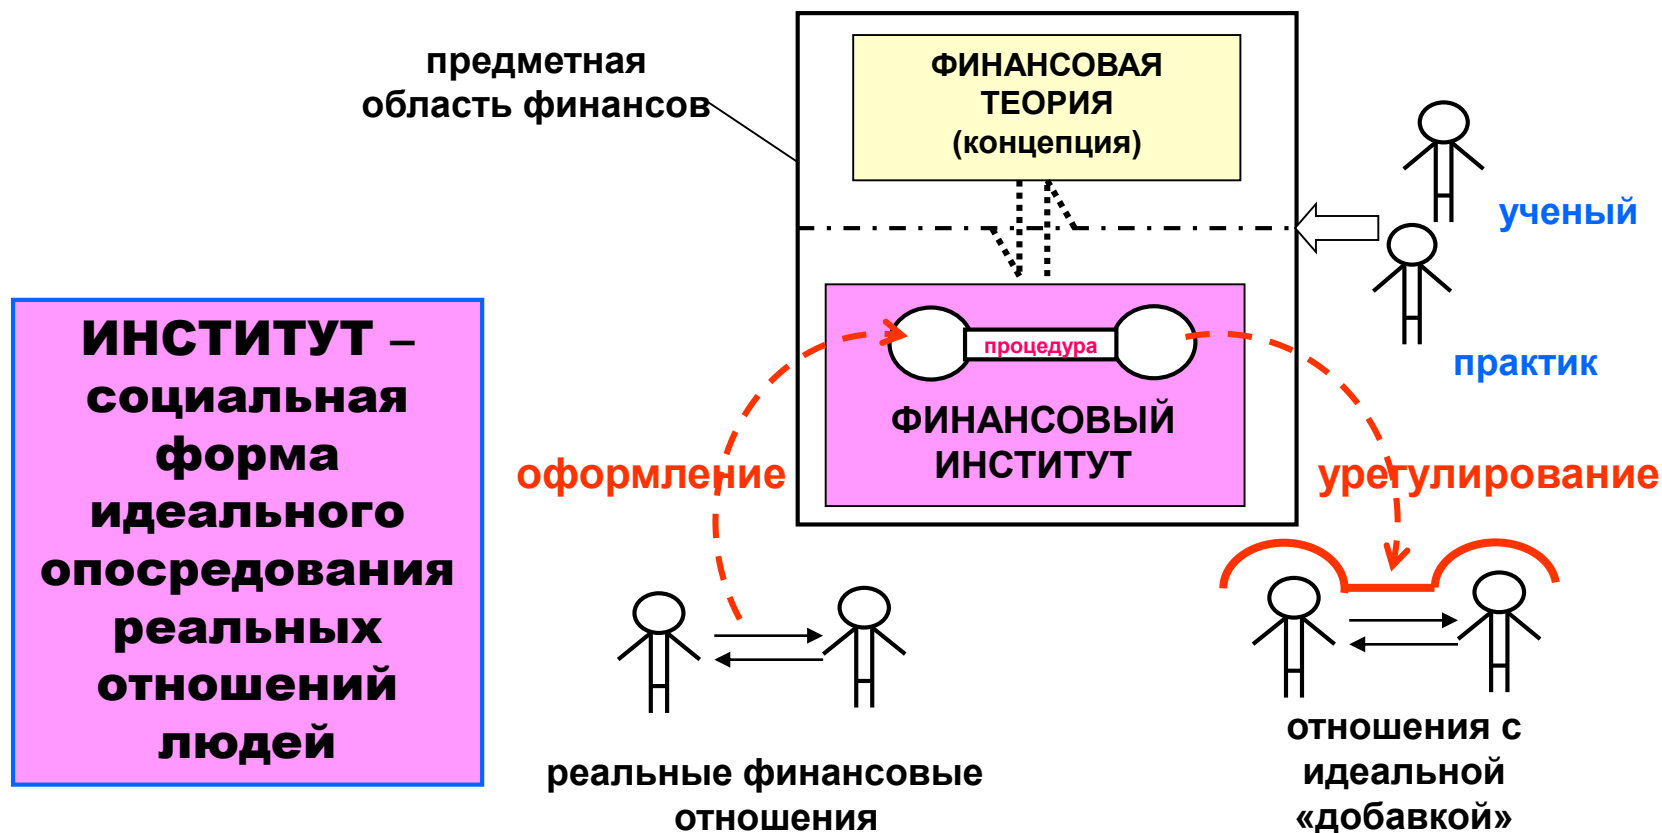 предметная
область финансов
ФИНАНСОВАЯ
ТЕОРИЯ
(концепция)
ученый
практик
процедура
ФИНАНСОВЫЙ
ИНСТИТУТ
ИНСТИТУТ –
социальная
форма
идеального
опосредования
реальных
отношений
людей
оформление
урегулирование
реальные финансовые
отношения
отношения с
идеальной
«добавкой»